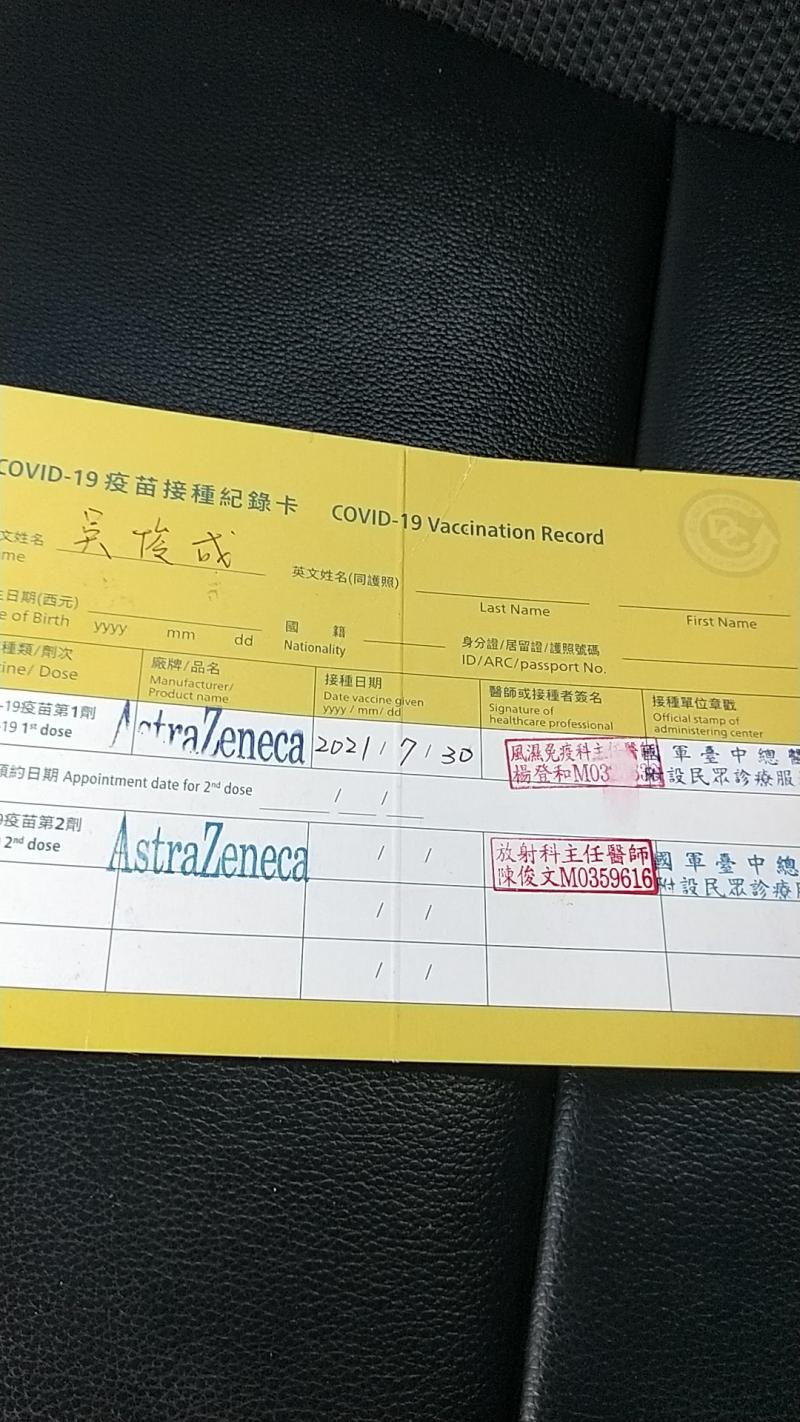 COVID-19 疫苗接種紀錄卡 COVID-19 Vaccination Record
文姓名 吳俊成 英文姓名(同護照)
me Last Name First Name
日期(西元) 國籍 身分證/居留證/護照號碼
e of Birth yyyy mm dd Nationality ID/ARC/passport No.
種類/劑次 廠牌/品名 接種日期 醫師或接種者簽名 接種單位章戳
ine/ Dose Manufacturer/ Date vaccine given Signature of Official stamp of
Product name yyyy / mm/ dd healthcare professional administering center
-19疫苗第1劑 AstraZeneca 2021 / 7 / 30 風濕免疫科主任醫師 國軍臺中總醫
-19 1st dose 楊登和M03 附設民眾診療服
預約日期 Appointment date for 2nd dose / /
9疫苗第2劑 AstraZeneca / / 放射科主任醫師 國軍臺中總
2nd dose 陳俊文M0359616 附設民眾診療服
/ /
/ /